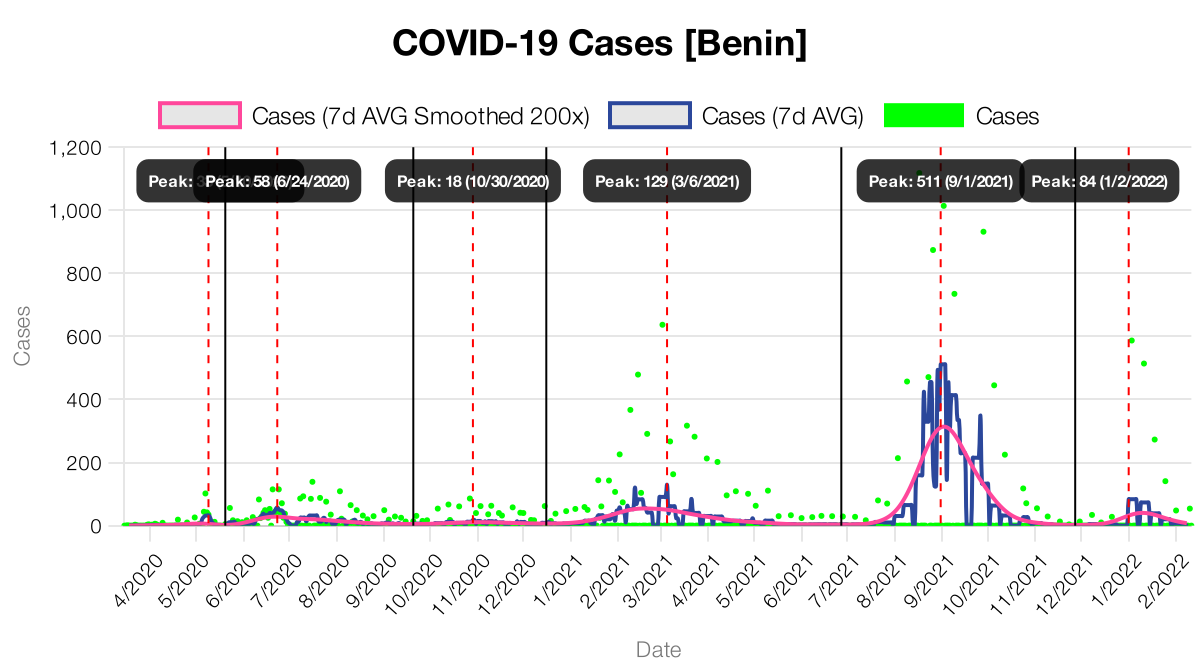 COVID-19 Cases [Benin]
Cases (7d AVG Smoothed 200x) Cases (7d AVG) Cases
1,200
1,000
800
600
400
200
0
Cases
Peak: Peak: 58 (6/24/2020) Peak: 18 (10/30/2020) Peak: 129 (3/6/2021) Peak: 511 (9/1/2021) Peak: 84 (1/2/2022)
4/2020 5/2020 6/2020 7/2020 8/2020 9/2020 10/2020 11/2020 12/2020 1/2021 2/2021 3/2021 4/2021 5/2021 6/2021 7/2021 8/2021 9/2021 10/2021 11/2021 12/2021 1/2022 2/2022
Date